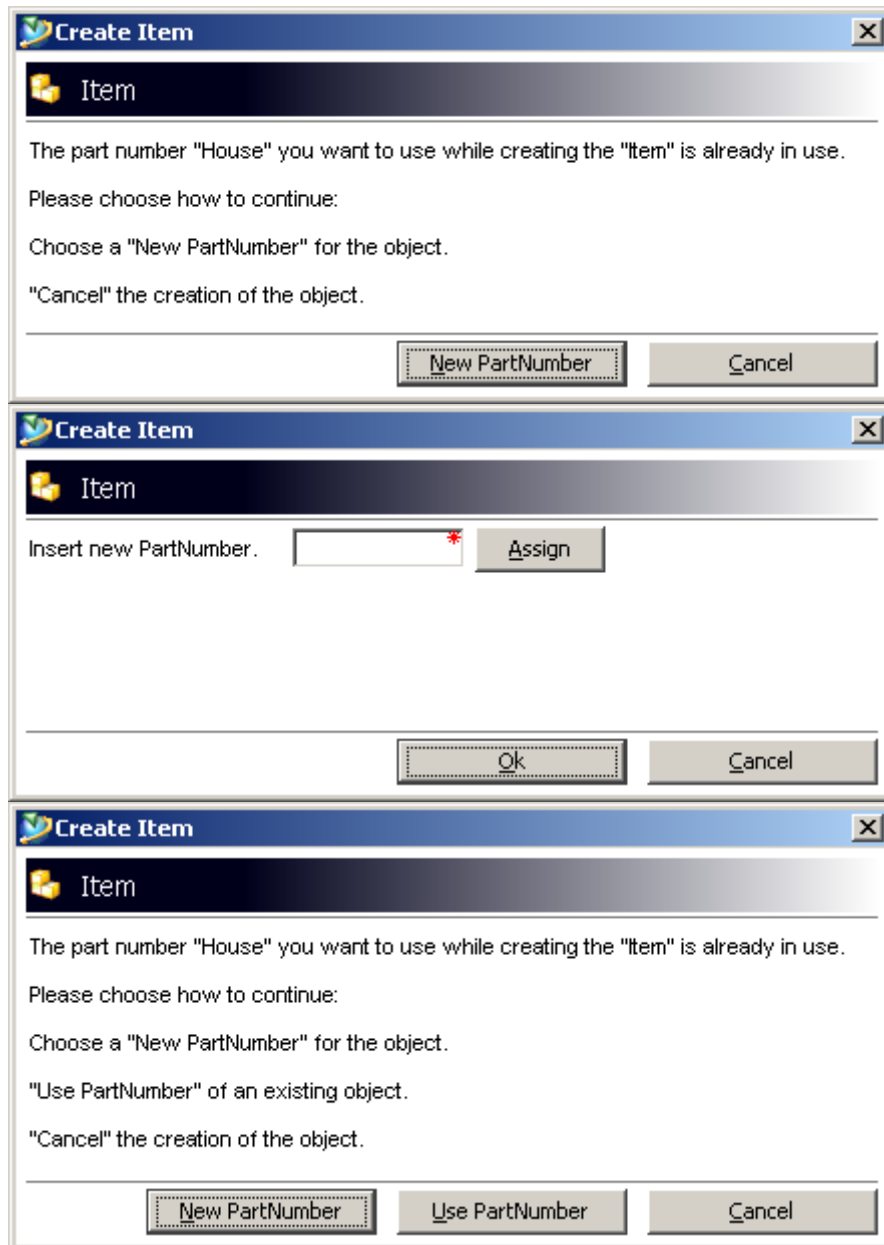 Create Item
Item
The part number "House" you want to use while creating the "Item" is already in use.
Please choose how to continue:
Choose a "New PartNumber" for the object.
"Cancel" the creation of the object.
New PartNumber Cancel
Create Item
Item
Insert new PartNumber. * Assign
Ok Cancel
Create Item
Item
The part number "House" you want to use while creating the "Item" is already in use.
Please choose how to continue:
Choose a "New PartNumber" for the object.
"Use PartNumber" of an existing object.
"Cancel" the creation of the object.
New PartNumber Use PartNumber Cancel